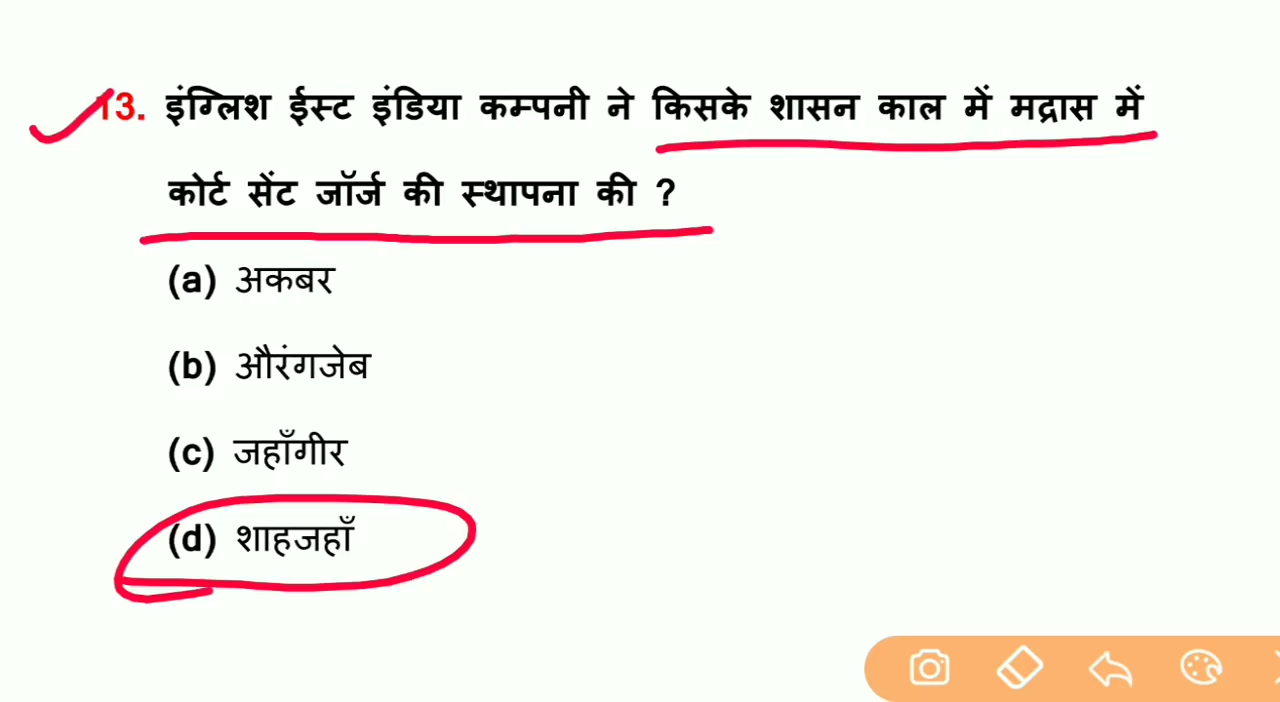 13. इंग्लिश ईस्ट इंडिया कम्पनी ने किसके शासन काल में मद्रास में
कोर्ट सेंट जॉर्ज की स्थापना की ?
(a) अकबर
(b) औरंगजेब
(c) जहाँगीर
(d) शाहजहाँ